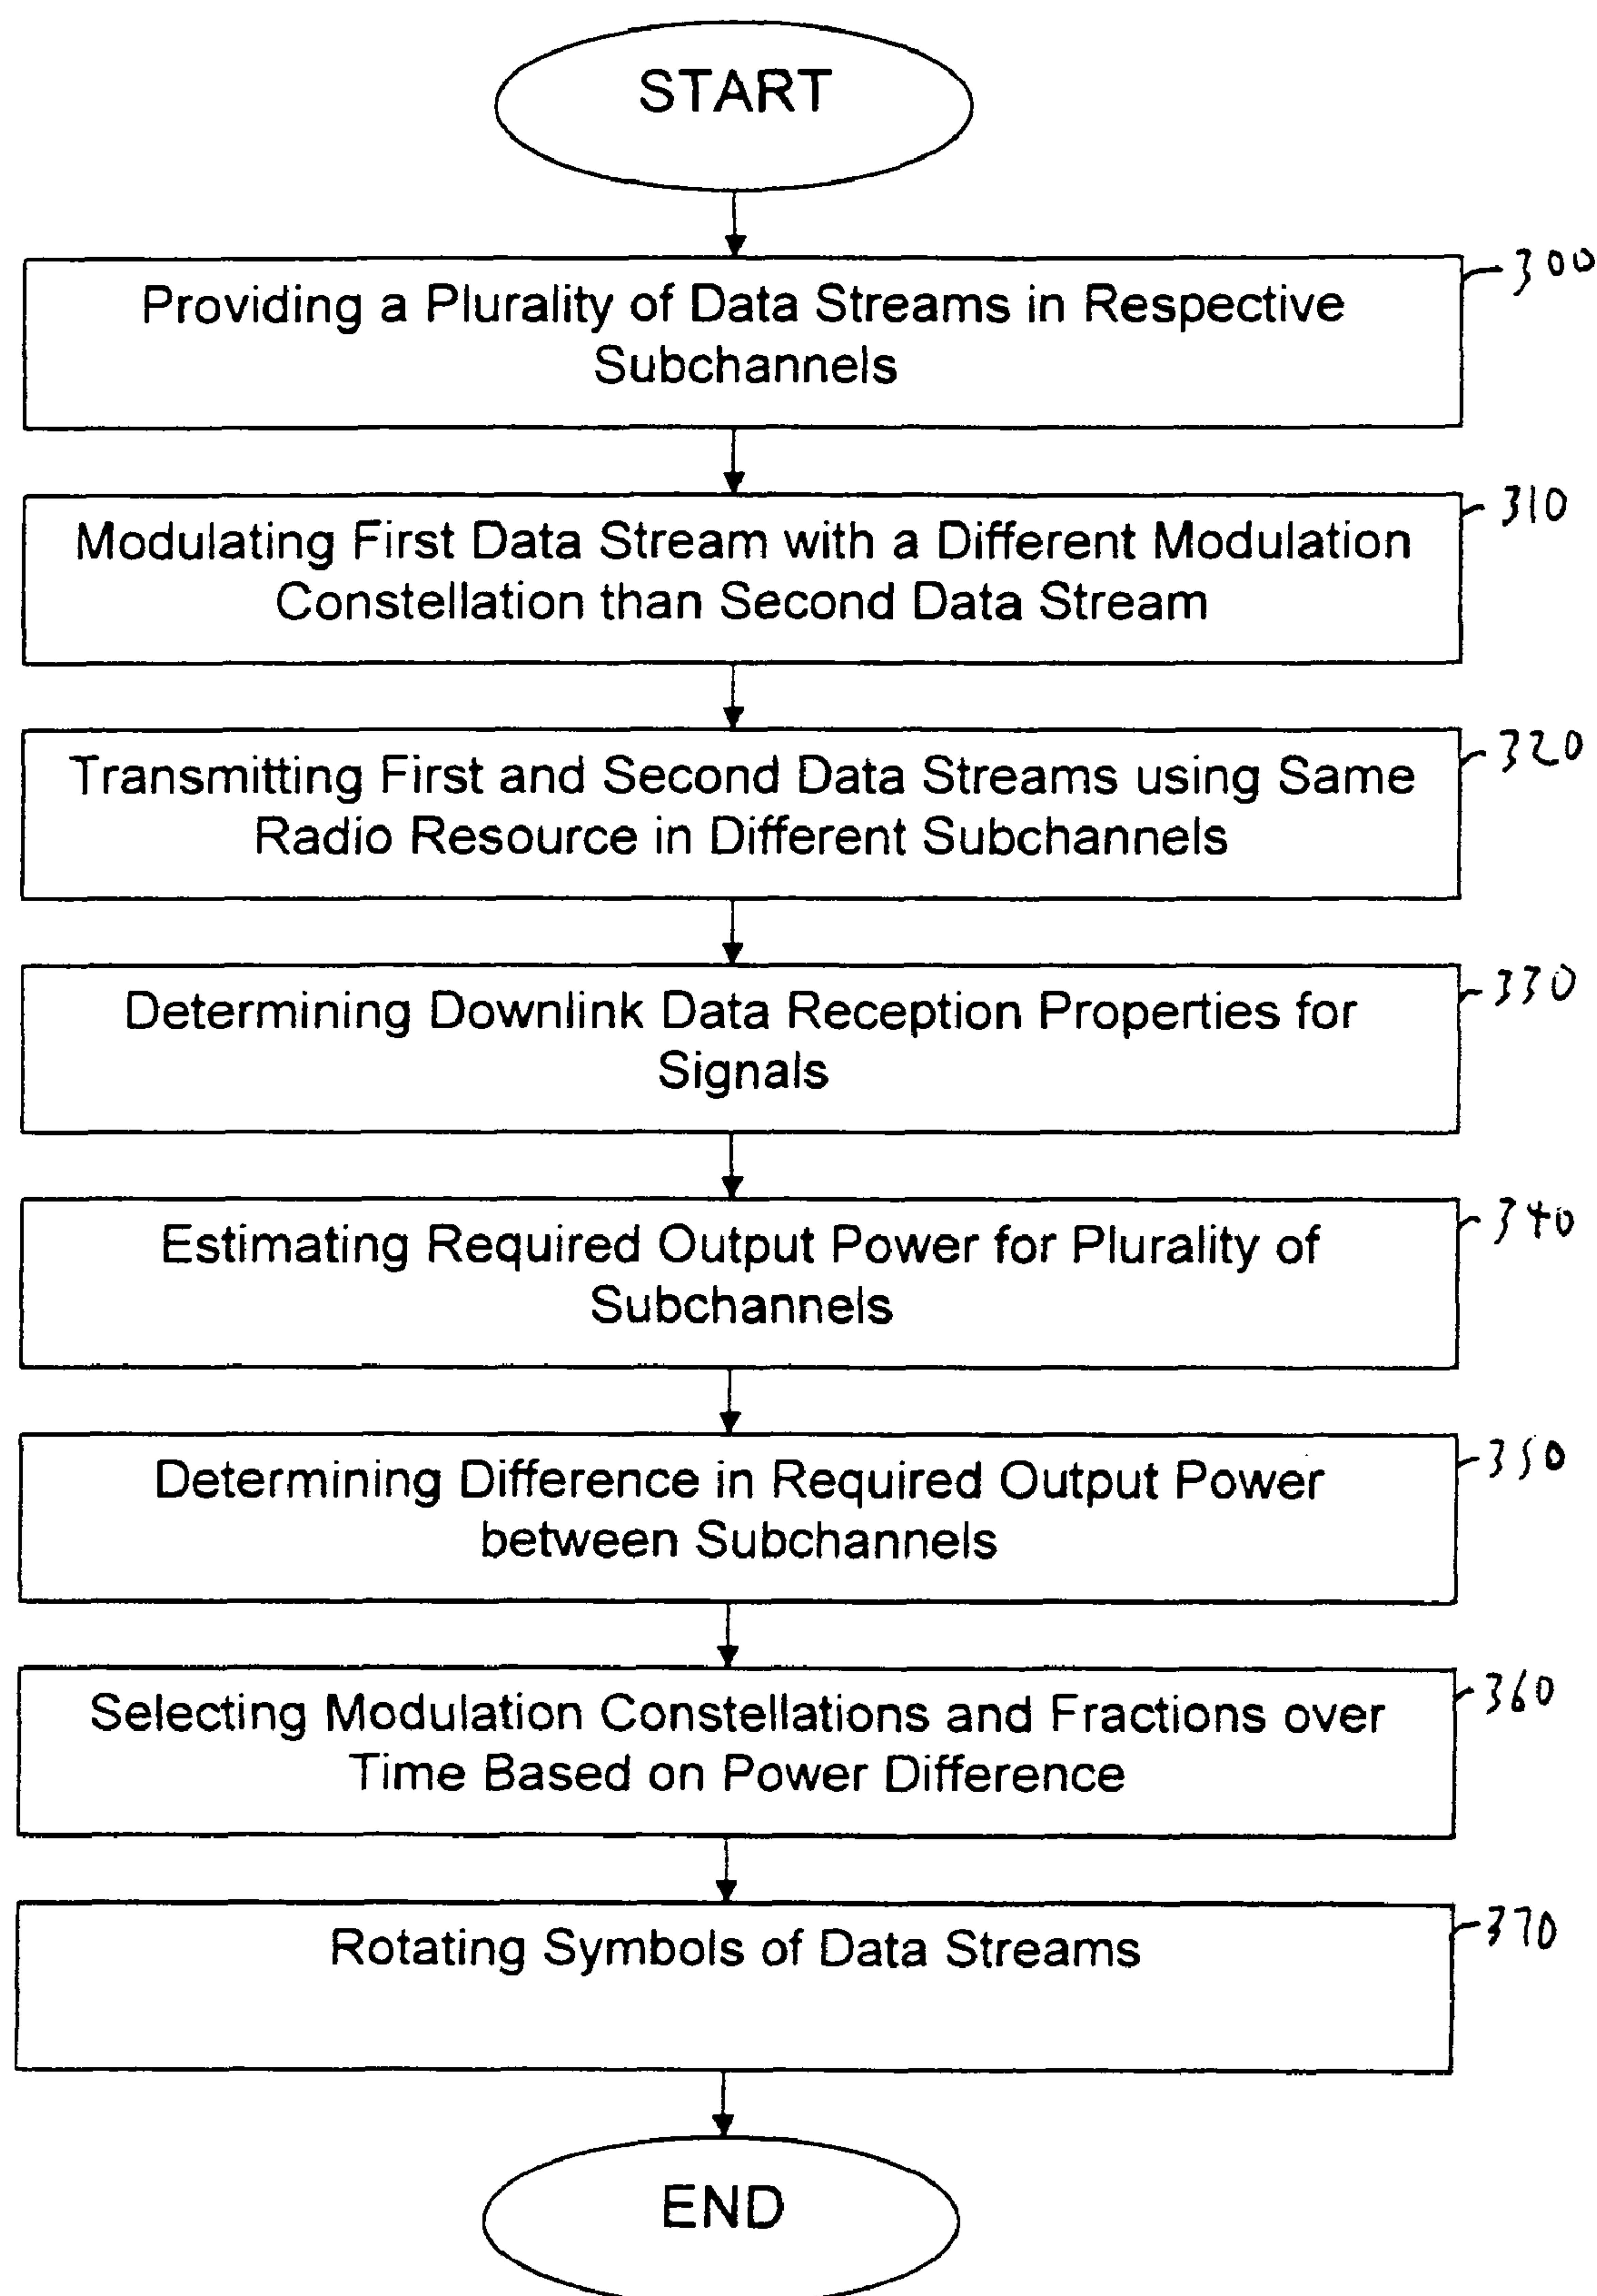 START
300
Providing a Plurality of Data Streams in Respective
Subchannels
310
Modulating First Data Stream with a Different Modulation
Constellation than Second Data Stream
320
Transmitting First and Second Data Streams using Same
Radio Resource in Different Subchannels
330
Determining Downlink Data Reception Properties for
Signals
340
Estimating Required Output Power for Plurality of
Subchannels
350
Determining Difference in Required Output Power
between Subchannels
360
Selecting Modulation Constellations and Fractions over
Time Based on Power Difference
370
Rotating Symbols of Data Streams
END